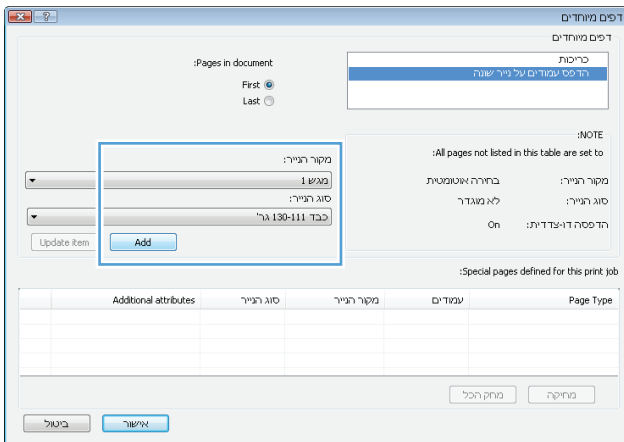 דפים מיוחדים
דפים מיוחדים
כריכות
הדפס עמודים על נייר שונה
Pages in document:
First
Last
NOTE:
All pages not listed in this table are set to:
מקור הנייר: בחירה אוטומטית
סוג הנייר: לא מוגדר
הדפסה דו-צדדית: On
מקור הנייר:
מגש 1
סוג הנייר:
כבד 111-130 גר'
Add Update item
Special pages defined for this print job:
Page Type עמודים מקור הנייר סוג הנייר Additional attributes
מחיקה מחק הכל
אישור ביטול